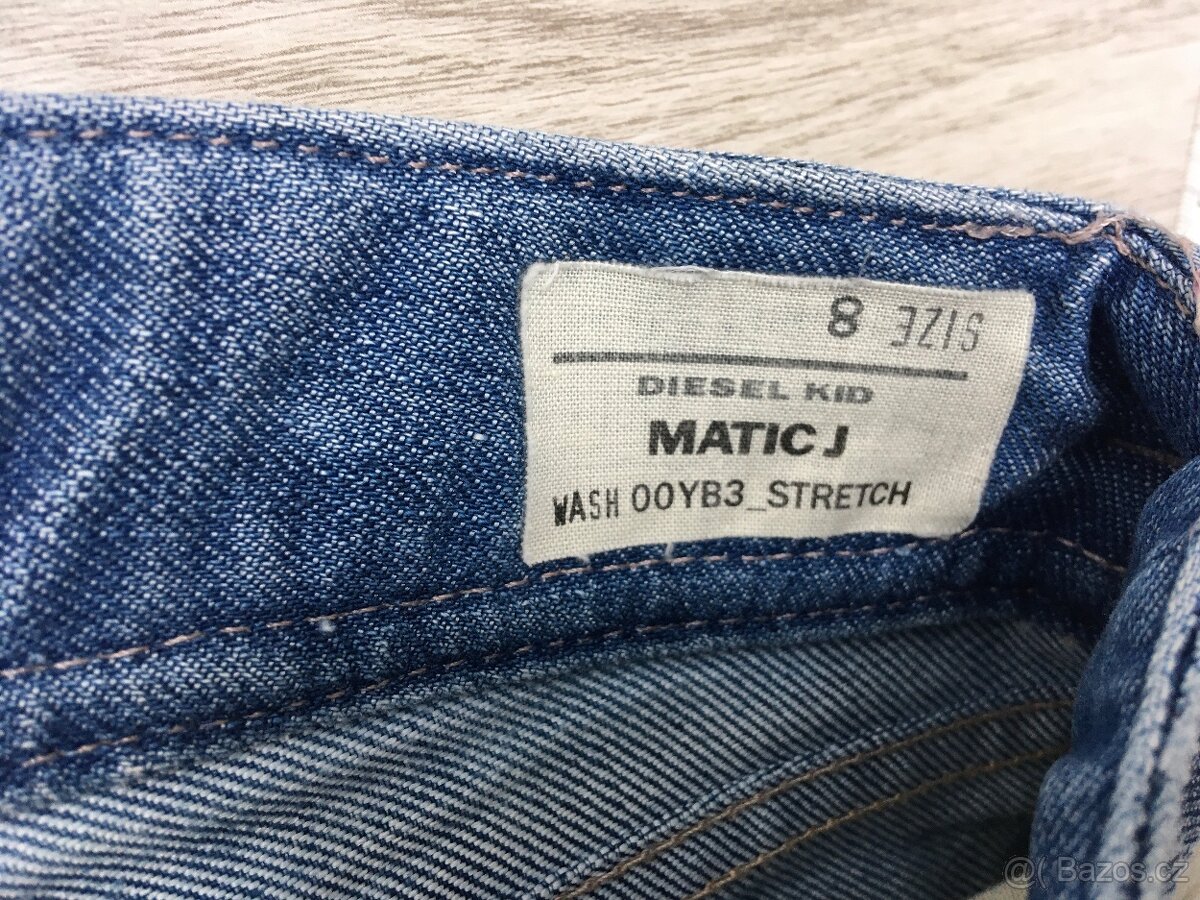 SIZE 8
DIESEL KID
MATIC J
WASH 00YB3_STRETCH
@( Bazos.cz